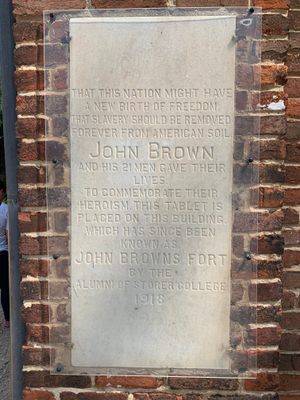 THAT THIS NATION MIGHT HAVE
A NEW BIRTH OF FREEDOM
THAT SLAVERY SHOULD BE REMOVED
FOREVER FROM AMERICAN SOIL
JOHN BROWN
AND HIS 21 MEN GAVE THEIR
LIVES
TO COMMEMORATE THEIR
HEROISM, THIS TABLET IS
PLACED ON THIS BUILDING
WHICH HAS SINCE BEEN
KNOWN AS
JOHN BROWNS FORT
BY THE
ALUMNI OF STORER COLLEGE
1918